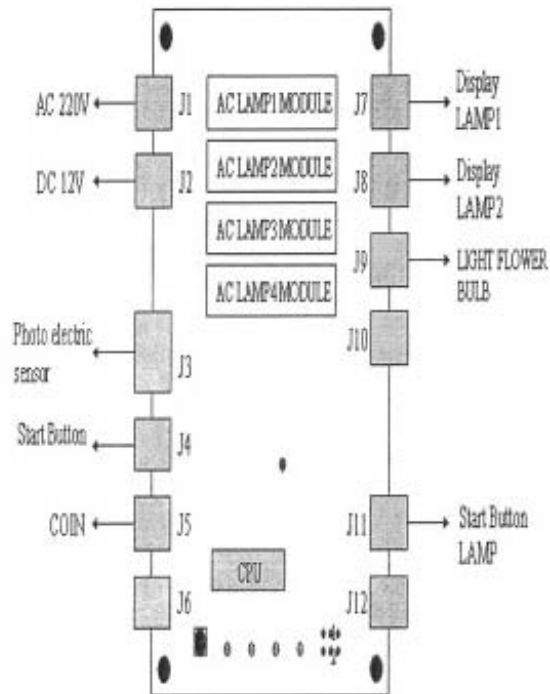 AC 220V
J1
AC LAMP1 MODULE
J7
Display
LAMP1
DC 12V
J2
AC LAMP2 MODULE
J8
Display
LAMP2
AC LAMP3 MODULE
J9
LIGHT FLOWER
BULB
AC LAMP4 MODULE
Photo electric
sensor
J3
J10
Start Button
J4
COIN
J5
J11
Start Button
LAMP
CPU
J6
J12